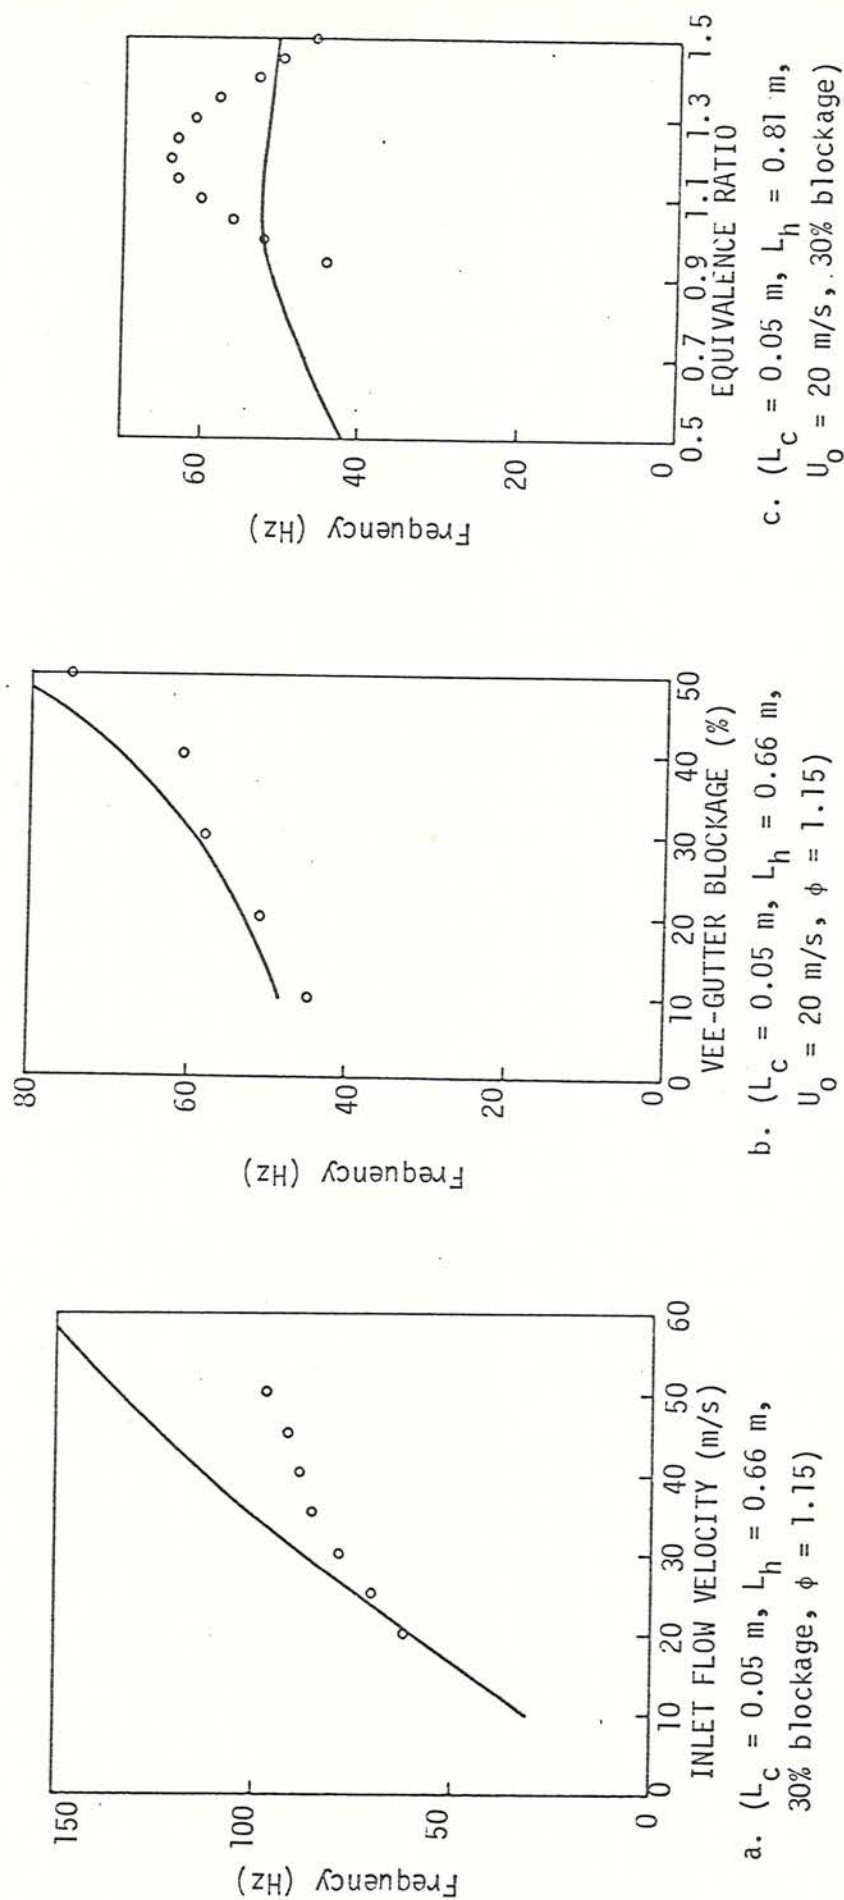 Frequency (Hz)
150
100
50
0
0 10 20 30 40 50 60
INLET FLOW VELOCITY (m/s)
a. (L_c = 0.05 m, L_h = 0.66 m,
30% blockage, ϕ = 1.15)
Frequency (Hz)
80
60
40
20
0
0 10 20 30 40 50
VEE-GUTTER BLOCKAGE (%)
b. (L_c = 0.05 m, L_h = 0.66 m,
U_o = 20 m/s, ϕ = 1.15)
Frequency (Hz)
60
40
20
0
0.5 0.7 0.9 1.1 1.3 1.5
EQUIVALENCE RATIO
c. (L_c = 0.05 m, L_h = 0.81 m,
U_o = 20 m/s, 30% blockage)